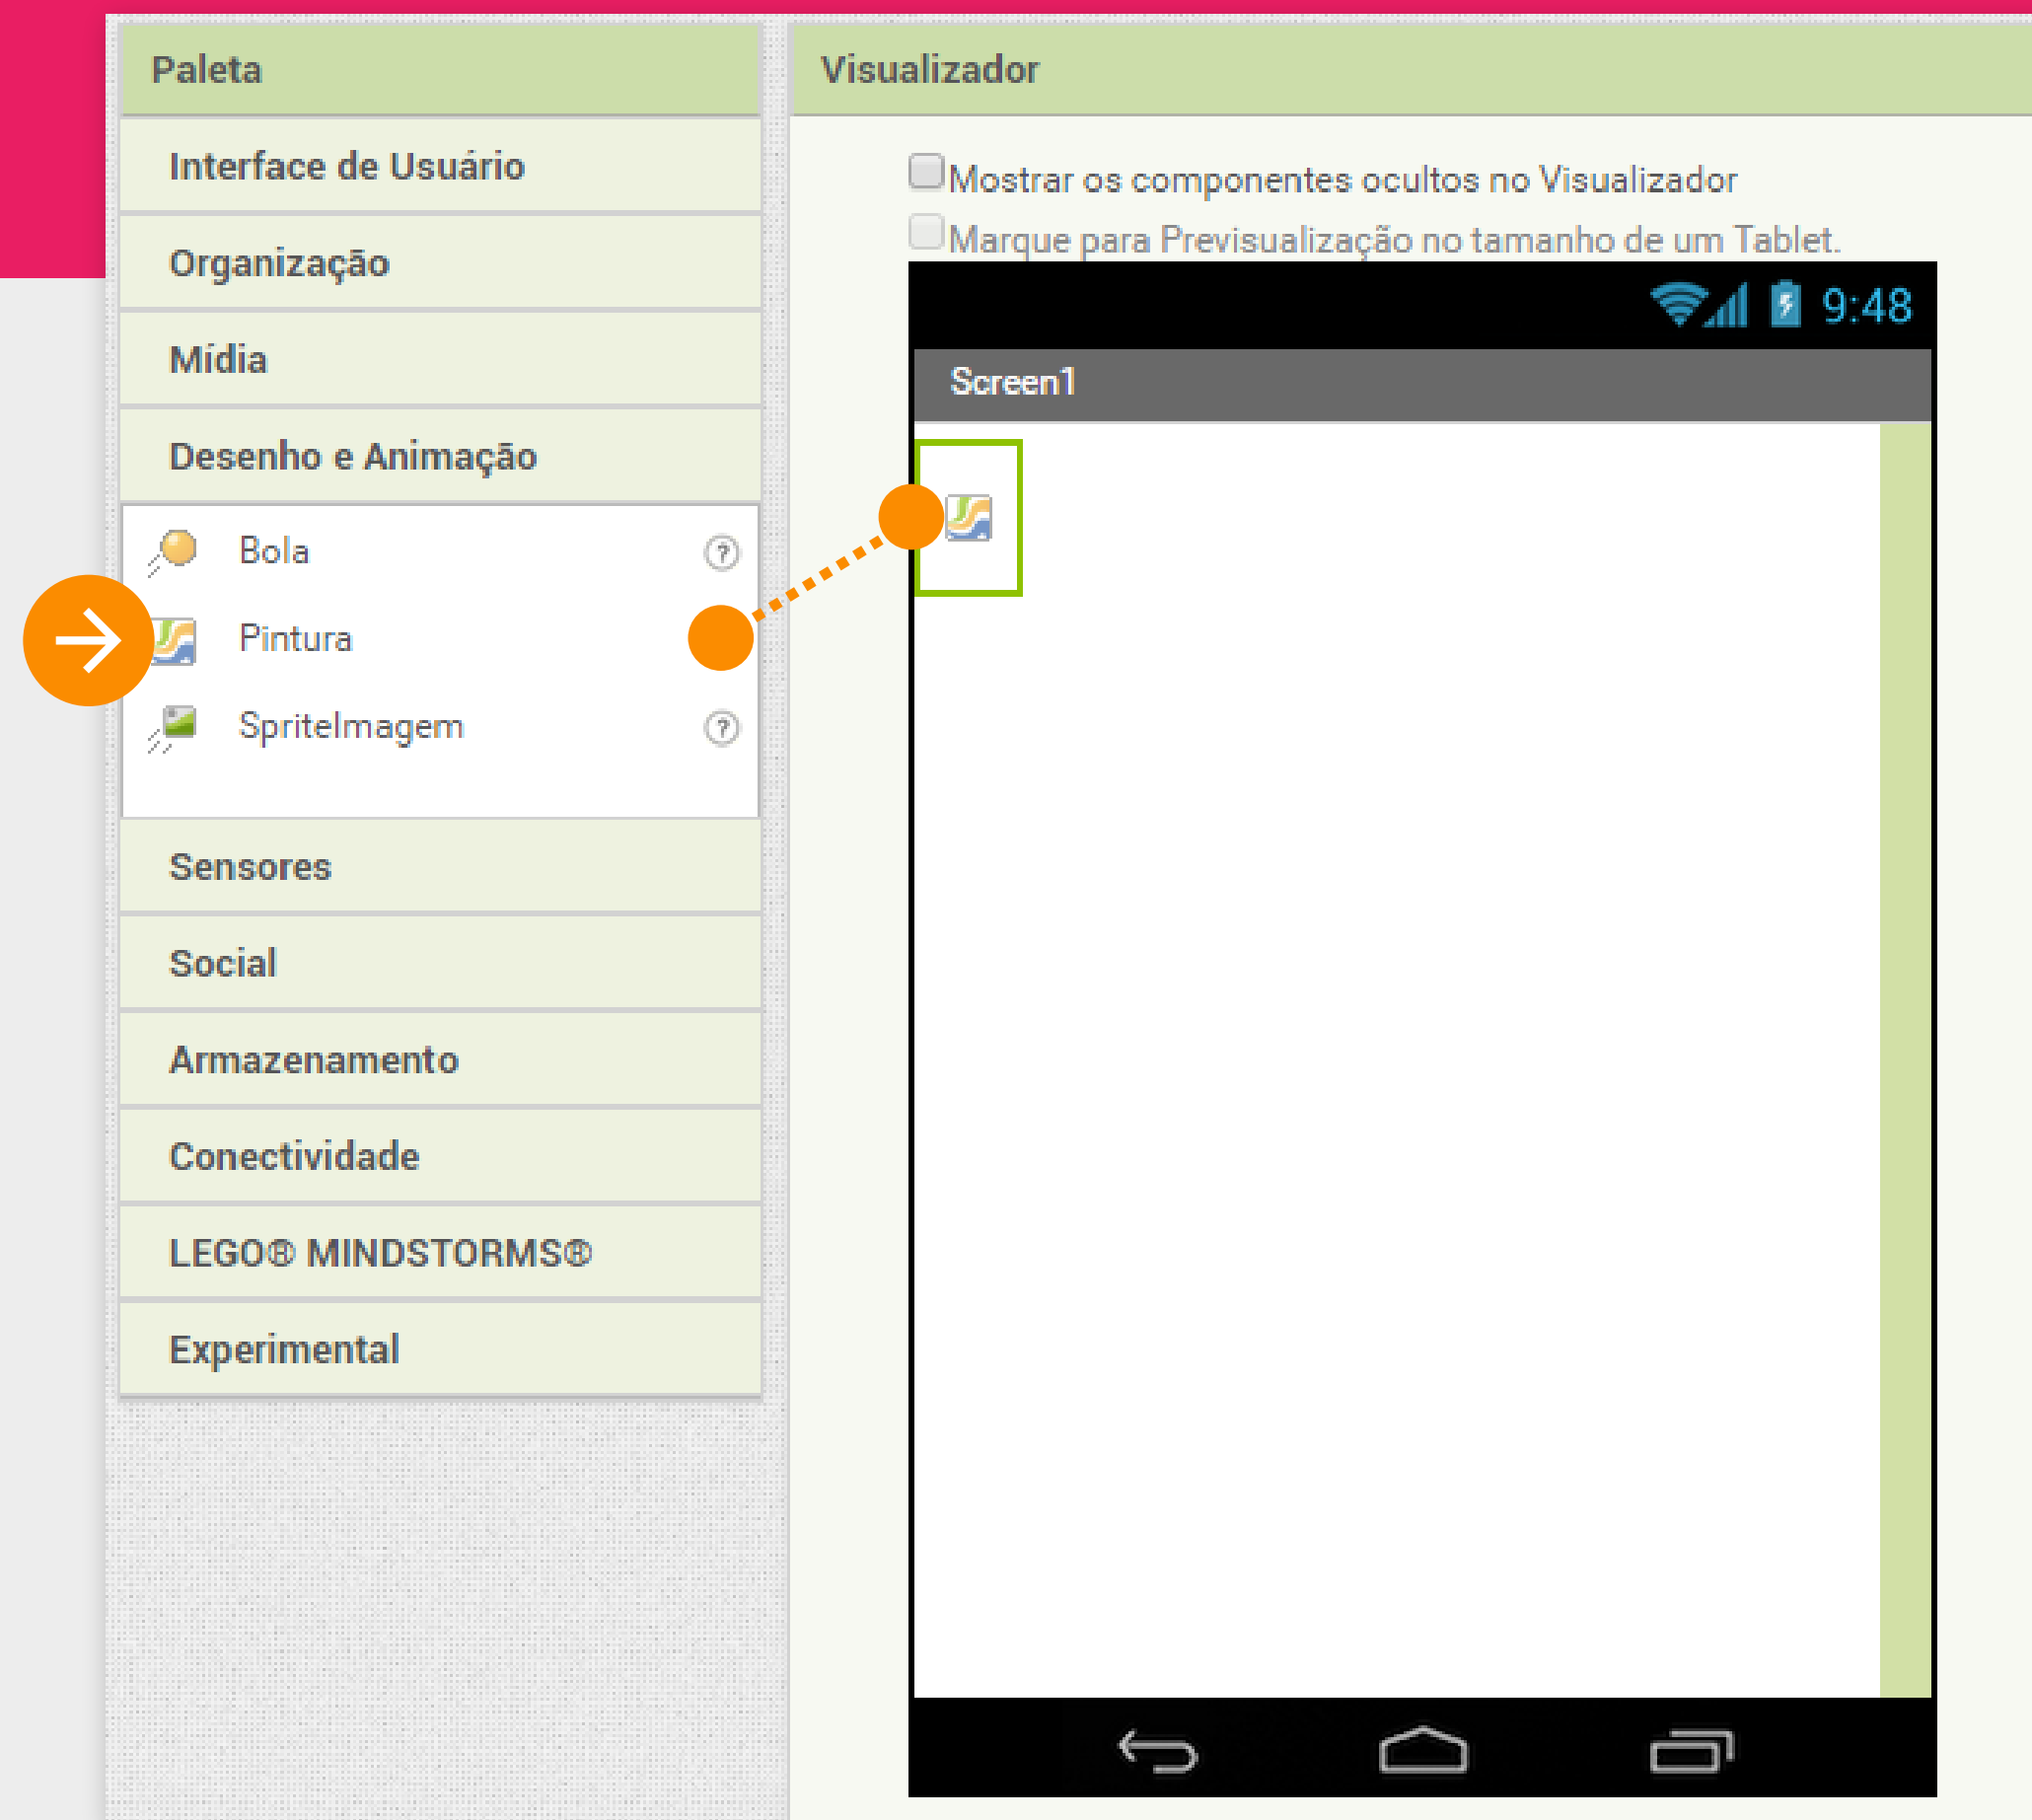 Paleta
Interface de Usuário
Organização
Mídia
Desenho e Animação
Bola
?
Pintura
SpriteImagem
?
Sensores
Social
Armazenamento
Conectividade
LEGO® MINDSTORMS®
Experimental
Visualizador
Mostrar os componentes ocultos no Visualizador
Marque para Previsualização no tamanho de um Tablet.
9:48
Screen1